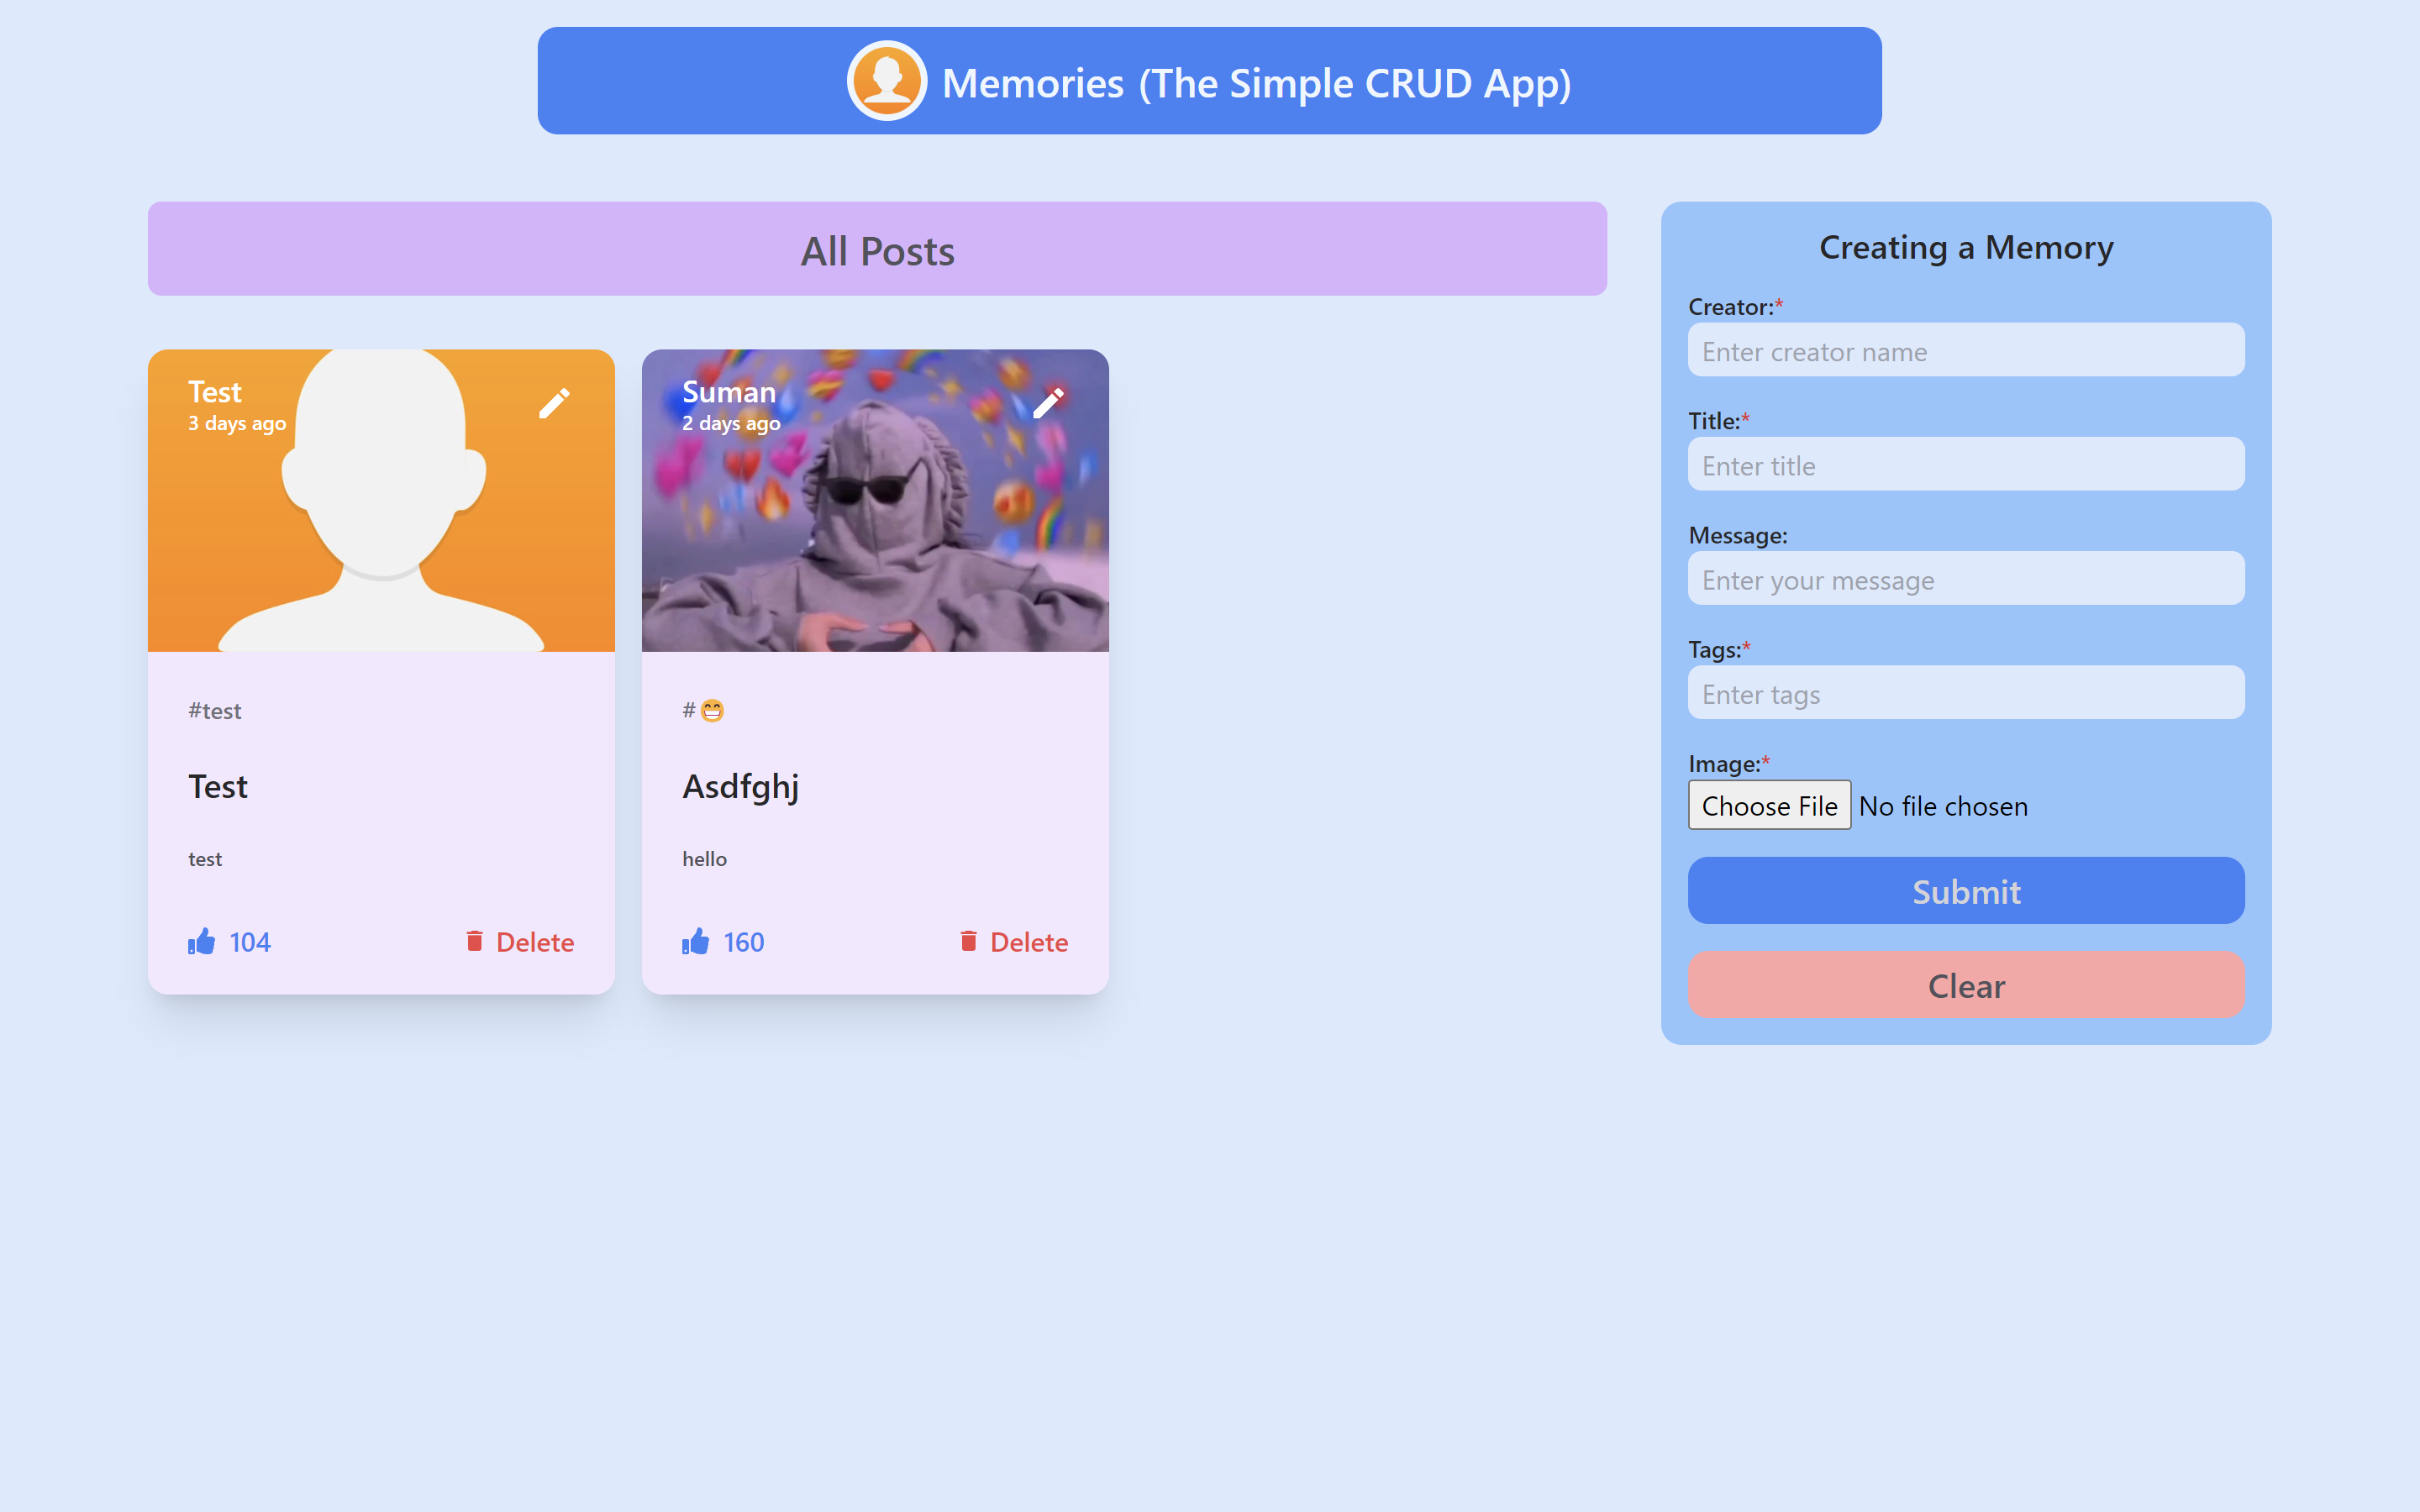 Memories (The Simple CRUD App)
All Posts
Test
3 days ago
#test
Test
test
104
Delete
Suman
2 days ago
#😁
Asdfghj
hello
160
Delete
Creating a Memory
Creator:*
Enter creator name
Title:*
Enter title
Message:
Enter your message
Tags:*
Enter tags
Image:*
Choose File No file chosen
Submit
Clear